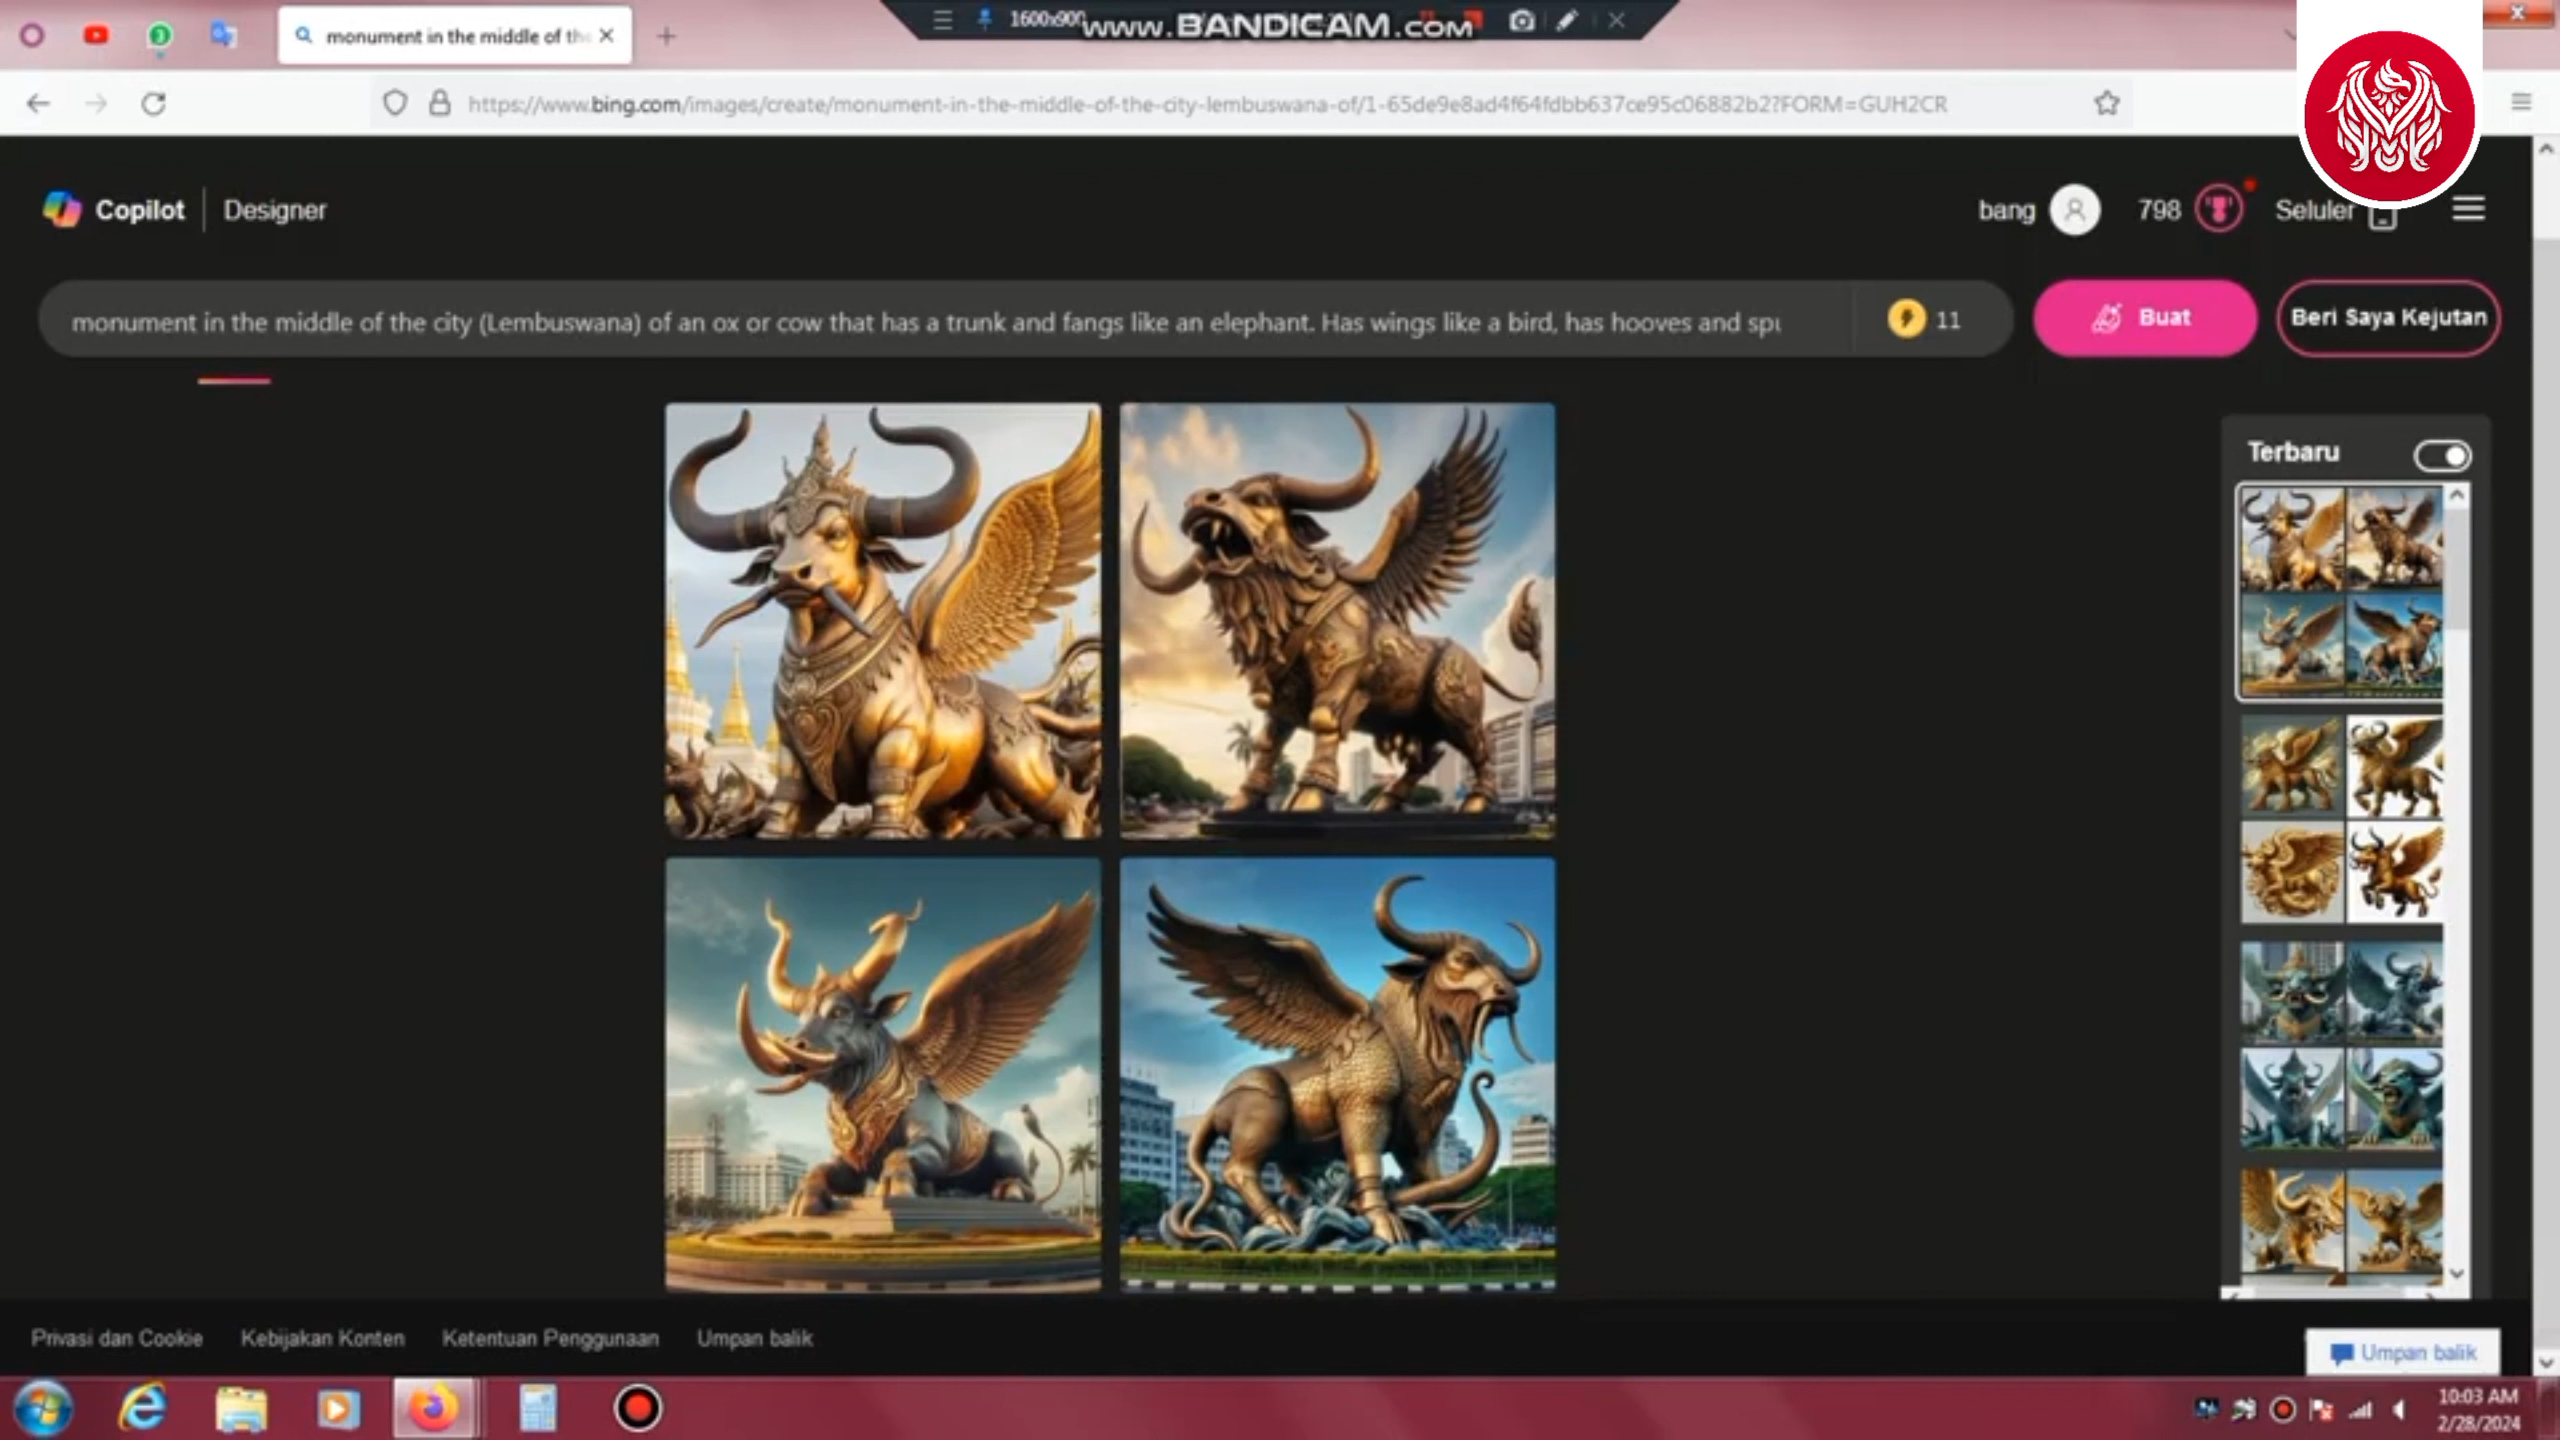 monument in the middle of th
1600x900
www.BANDICAM.com
https://www.bing.com/images/create/monument-in-the-middle-of-the-city-lembuswana-of/1-65de9e8ad4f64fdbb637ce95c06882b2?FORM=GUH2CR
Copilot
Designer
bang
798
Seluler
monument in the middle of the city (Lembuswana) of an ox or cow that has a trunk and fangs like an elephant. Has wings like a bird, has hooves and spu
11
Buat
Beri Saya Kejutan
Terbaru
Privasi dan Cookie
Kebijakan Konten
Ketentuan Penggunaan
Umpan balik
Umpan balik
10:03 AM
2/28/2024